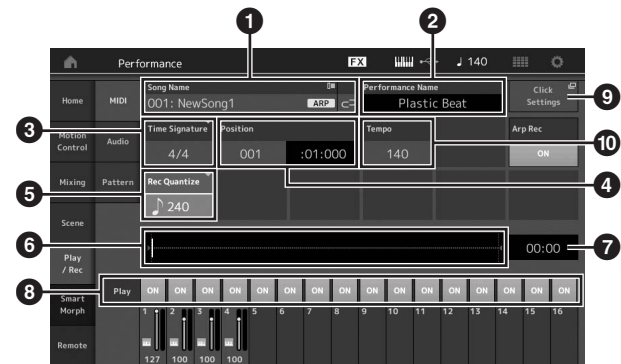 1 2
Performance FX 140
Song Name
001: NewSong1 ARP
Performance Name
Plastic Beat
Click Settings
9
Home MIDI
3 Time Signature Position Tempo Arp Rec
4/4 001 :01:000 140 ON
10
Motion Control Audio
4
Mixing Pattern Rec Quantize
5 240
Scene
6 00:00 7
Play / Rec
8 Play ON ON ON ON ON ON ON ON ON ON ON ON ON ON ON ON
Smart Morph 1 2 3 4 5 6 7 8 9 10 11 12 13 14 15 16
Remote
127 100 100 100